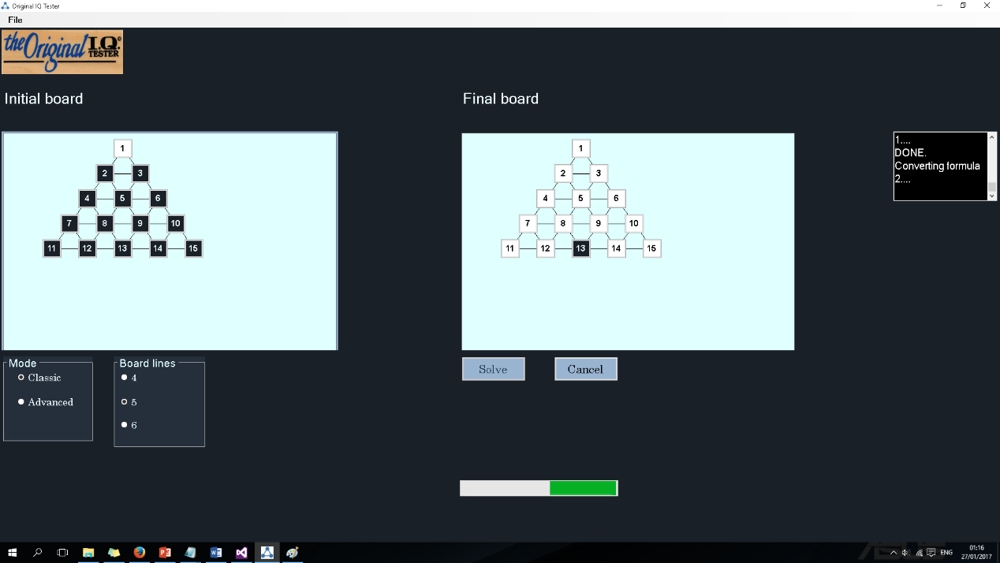 Original IQ Tester
File
the Original I.Q.
TESTER
Initial board
Final board
1
2 3
4 5 6
7 8 9 10
11 12 13 14 15
1
2 3
4 5 6
7 8 9 10
11 12 13 14 15
1....
DONE.
Converting formula
2....
Mode
Classic
Advanced
Board lines
4
5
6
Solve
Cancel
ENG
01:16
27/01/2017